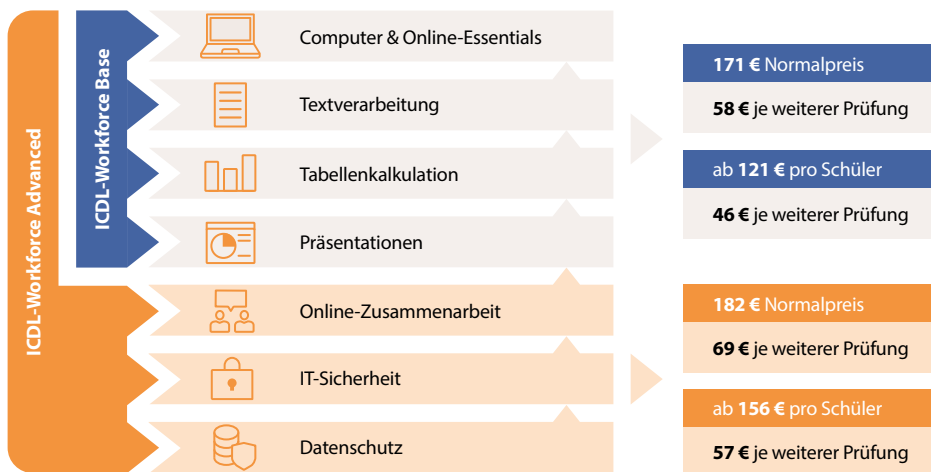 ICDL-Workforce Advanced
ICDL-Workforce Base
Computer & Online-Essentials
Textverarbeitung
Tabellenkalkulation
Präsentationen
Online-Zusammenarbeit
IT-Sicherheit
Datenschutz
171 € Normalpreis
58 € je weiterer Prüfung
ab 121 € pro Schüler
46 € je weiterer Prüfung
182 € Normalpreis
69 € je weiterer Prüfung
ab 156 € pro Schüler
57 € je weiterer Prüfung